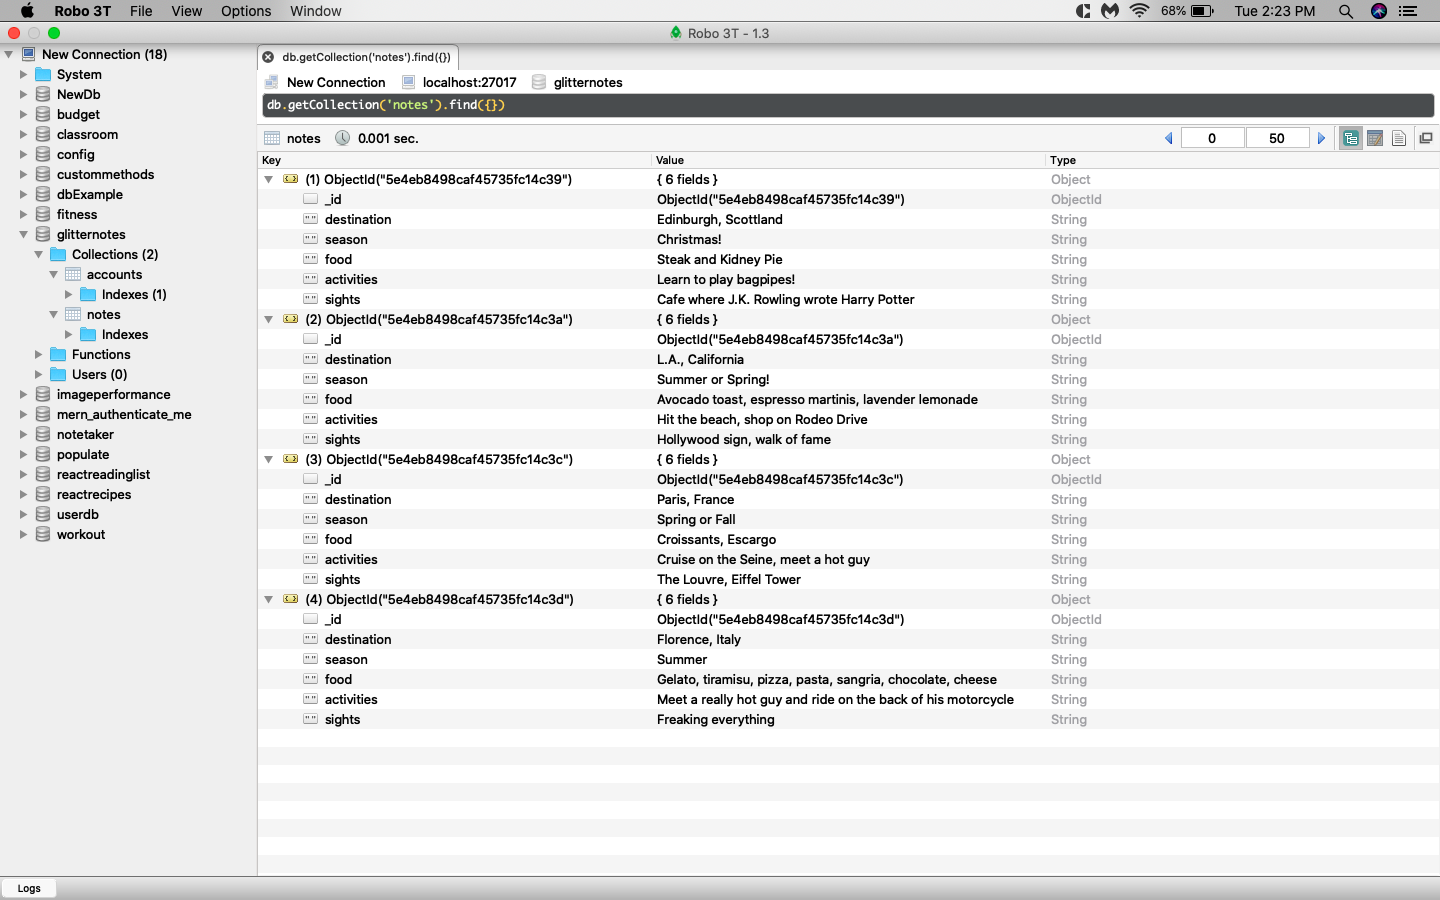 Robo 3T File View Options Window 68% Tue 2:23 PM
Robo 3T - 1.3
New Connection (18)
System
NewDb
budget
classroom
config
custommethods
dbExample
fitness
glitternotes
Collections (2)
accounts
Indexes (1)
notes
Indexes
Functions
Users (0)
imageperformance
mern_authenticate_me
notetaker
populate
reactreadinglist
reactrecipes
userdb
workout
db.getCollection('notes').find({})
New Connection localhost:27017 glitternotes
db.getCollection('notes').find({})
notes 0.001 sec. 0 50
Key Value Type
(1) ObjectId("5e4eb8498caf45735fc14c39") { 6 fields } Object
_id ObjectId("5e4eb8498caf45735fc14c39") ObjectId
destination Edinburgh, Scottland String
season Christmas! String
food Steak and Kidney Pie String
activities Learn to play bagpipes! String
sights Cafe where J.K. Rowling wrote Harry Potter String
(2) ObjectId("5e4eb8498caf45735fc14c3a") { 6 fields } Object
_id ObjectId("5e4eb8498caf45735fc14c3a") ObjectId
destination L.A., California String
season Summer or Spring! String
food Avocado toast, espresso martinis, lavender lemonade String
activities Hit the beach, shop on Rodeo Drive String
sights Hollywood sign, walk of fame String
(3) ObjectId("5e4eb8498caf45735fc14c3c") { 6 fields } Object
_id ObjectId("5e4eb8498caf45735fc14c3c") ObjectId
destination Paris, France String
season Spring or Fall String
food Croissants, Escargo String
activities Cruise on the Seine, meet a hot guy String
sights The Louvre, Eiffel Tower String
(4) ObjectId("5e4eb8498caf45735fc14c3d") { 6 fields } Object
_id ObjectId("5e4eb8498caf45735fc14c3d") ObjectId
destination Florence, Italy String
season Summer String
food Gelato, tiramisu, pizza, pasta, sangria, chocolate, cheese String
activities Meet a really hot guy and ride on the back of his motorcycle String
sights Freaking everything String
Logs